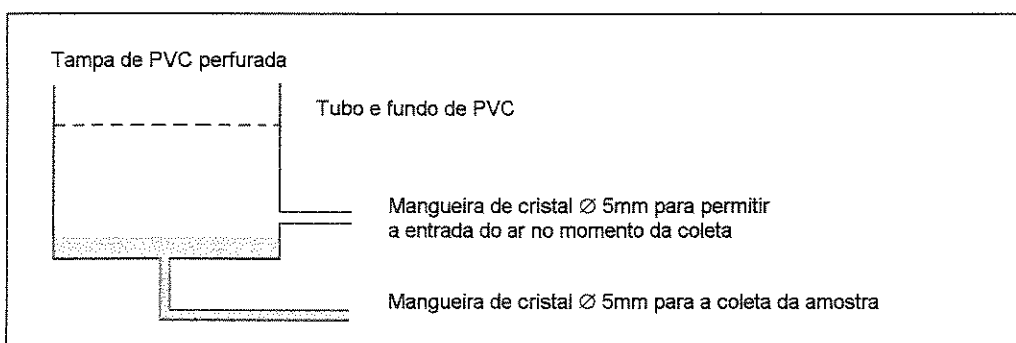 Tampa de PVC perfurada
Tubo e fundo de PVC
Mangueira de cristal ∅ 5mm para permitir
a entrada do ar no momento da coleta
Mangueira de cristal ∅ 5mm para a coleta da amostra